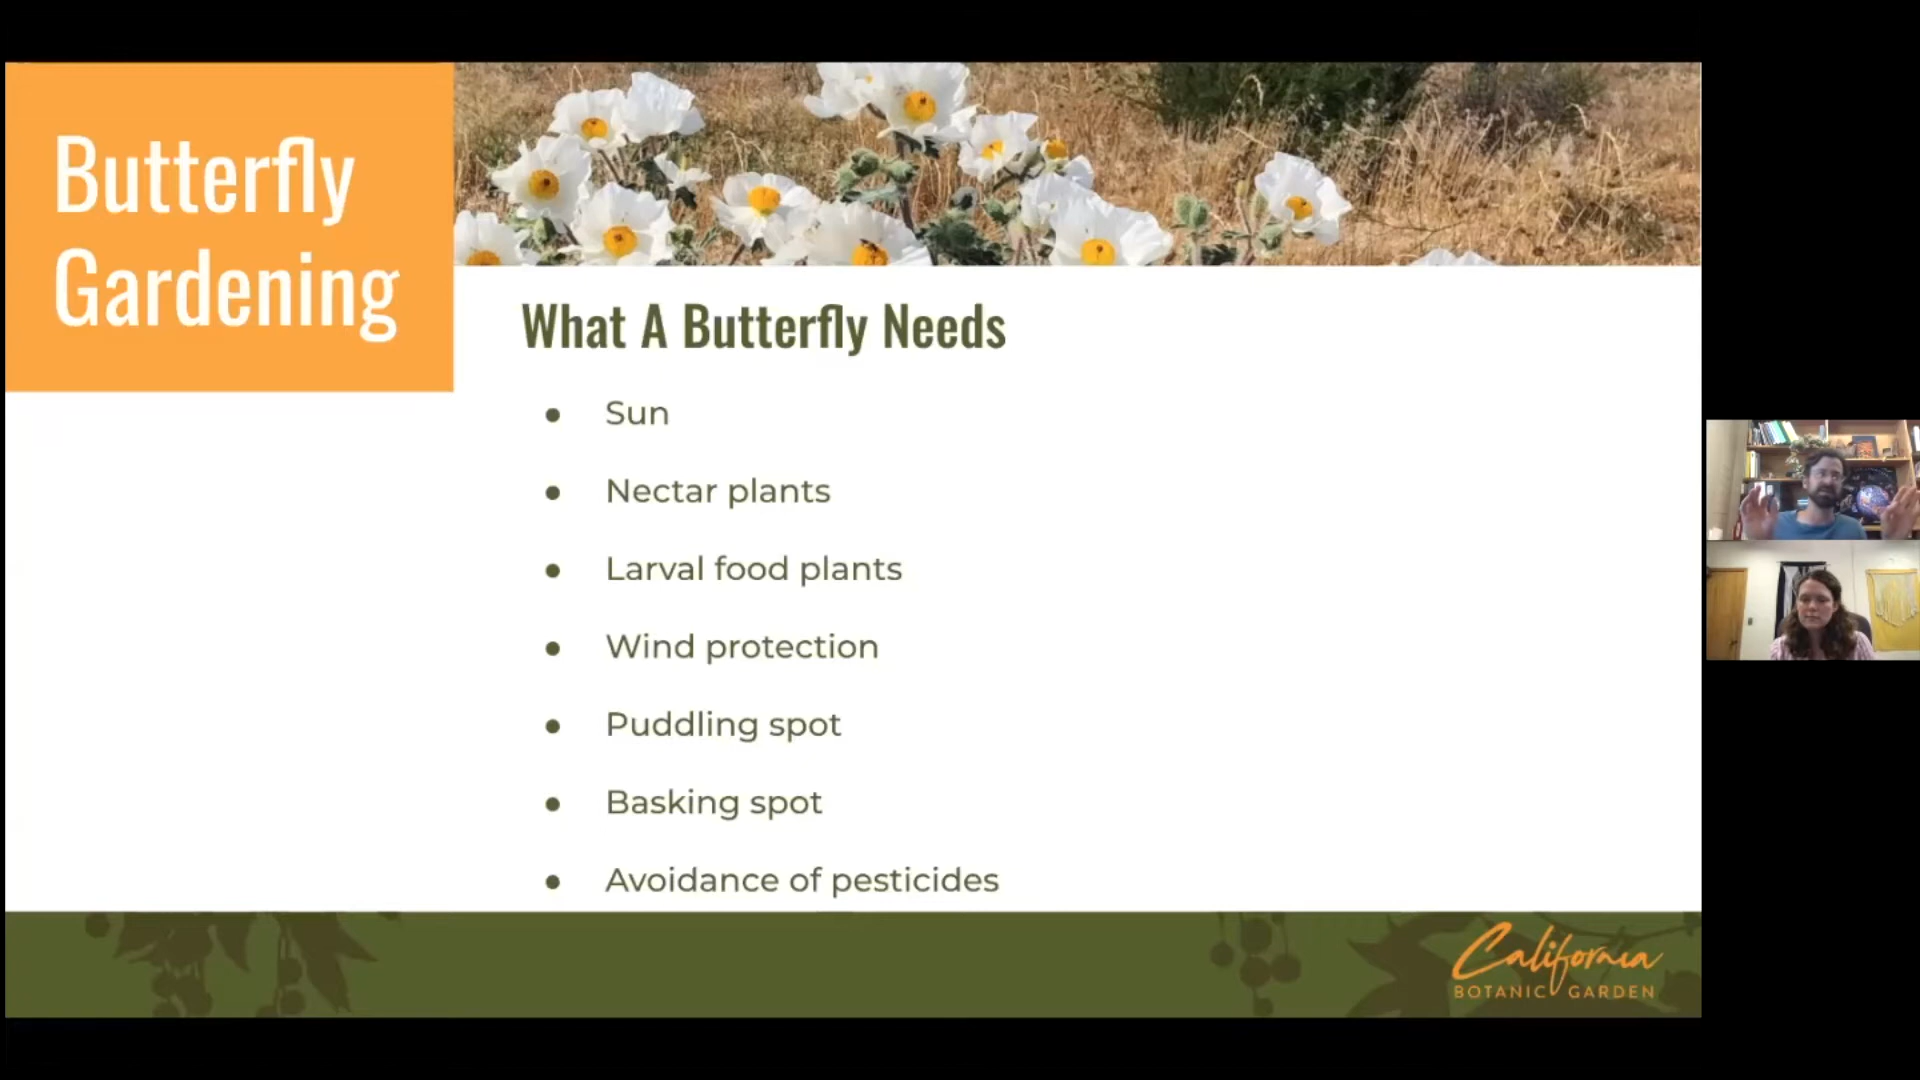 Butterfly
Gardening
What A Butterfly Needs
● Sun
● Nectar plants
● Larval food plants
● Wind protection
● Puddling spot
● Basking spot
● Avoidance of pesticides
California
BOTANIC GARDEN